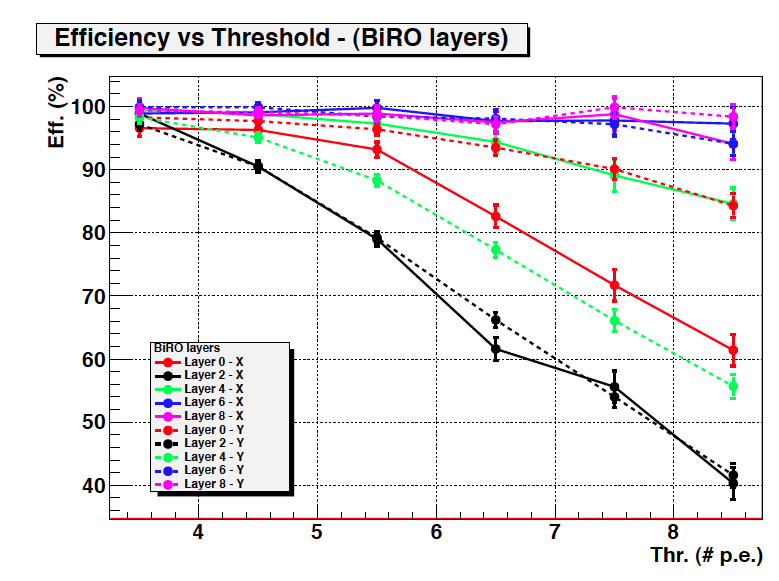 Efficiency vs Threshold - (BiRO layers)
Eff. (%)
100
90
80
70
60
50
40
BiRO layers
Layer 0 - X
Layer 2 - X
Layer 4 - X
Layer 6 - X
Layer 8 - X
Layer 0 - Y
Layer 2 - Y
Layer 4 - Y
Layer 6 - Y
Layer 8 - Y
4 5 6 7 8
Thr. (# p.e.)